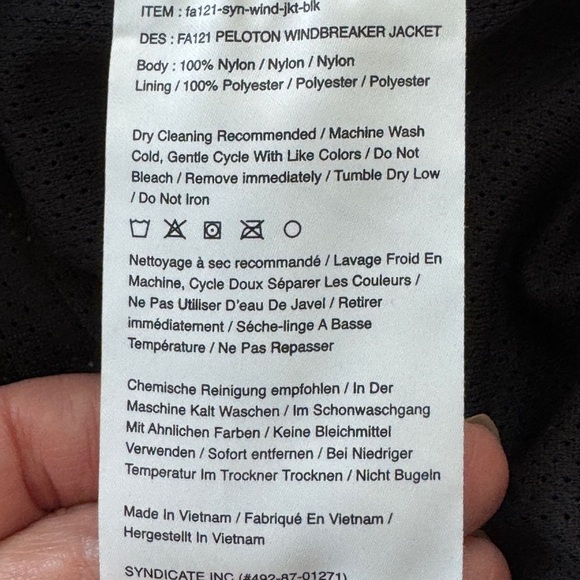 ITEM : fa121-syn-wind-jkt-blk
DES : FA121 PELOTON WINDBREAKER JACKET
Body : 100% Nylon / Nylon / Nylon
Lining / 100% Polyester / Polyester / Polyester
Dry Cleaning Recommended / Machine Wash
Cold, Gentle Cycle With Like Colors / Do Not
Bleach / Remove immediately / Tumble Dry Low
/ Do Not Iron
Nettoyage à sec recommandé / Lavage Froid En
Machine, Cycle Doux Séparer Les Couleurs /
Ne Pas Utiliser D'eau De Javel / Retirer
immédiatement / Séche-linge A Basse
Température / Ne Pas Repasser
Chemische Reinigung empfohlen / In Der
Maschine Kalt Waschen / Im Schonwaschgang
Mit Ahnlichen Farben / Keine Bleichmittel
Verwenden / Sofort entfernen / Bei Niedriger
Temperatur Im Trockner Trocknen / Nicht Bugeln
Made In Vietnam / Fabriqué En Vietnam /
Hergestellt In Vietnam
SYNDICATE INC (#492-87-01271)